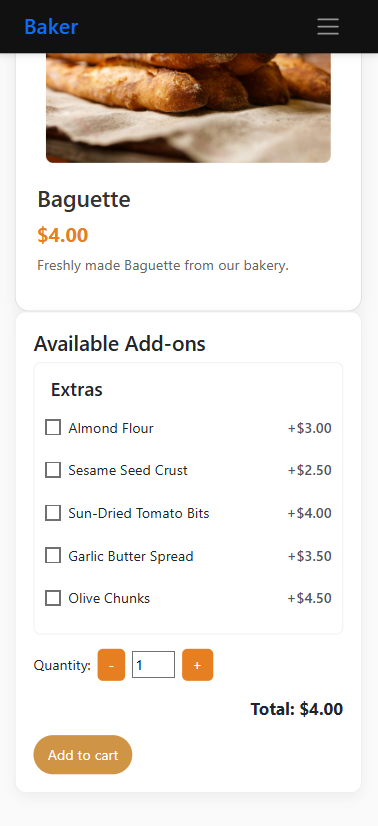 Baker
Baguette
$4.00
Freshly made Baguette from our bakery.
Available Add-ons
Extras
Almond Flour +$3.00
Sesame Seed Crust +$2.50
Sun-Dried Tomato Bits +$4.00
Garlic Butter Spread +$3.50
Olive Chunks +$4.50
Quantity: - 1 +
Total: $4.00
Add to cart